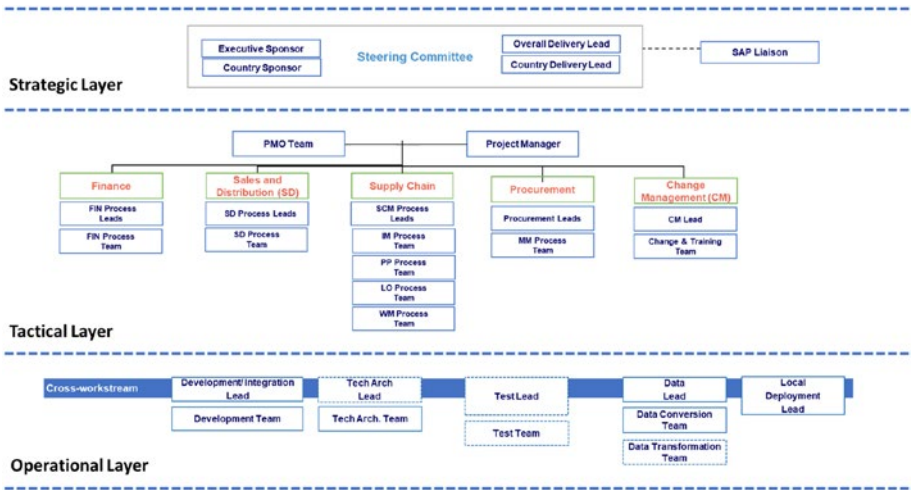 Executive Sponsor
Country Sponsor
Steering Committee
Overall Delivery Lead
Country Delivery Lead
SAP Liaison
Strategic Layer
PMO Team
Project Manager
Finance
Sales and
Distribution (SD)
Supply Chain
Procurement
Change
Management (CM)
FIN Process
Leads
SD Process Leads
SCM Process
Leads
Procurement Leads
CM Lead
FIN Process
Team
SD Process
Team
IM Process
Team
MM Process
Team
Change & Training
Team
PP Process
Team
LO Process
Team
WM Process
Team
Tactical Layer
Cross-workstream
Development/Integration
Lead
Tech Arch
Lead
Test Lead
Data
Lead
Local
Deployment
Lead
Development Team
Tech Arch. Team
Test Team
Data Conversion
Team
Data Transformation
Team
Operational Layer